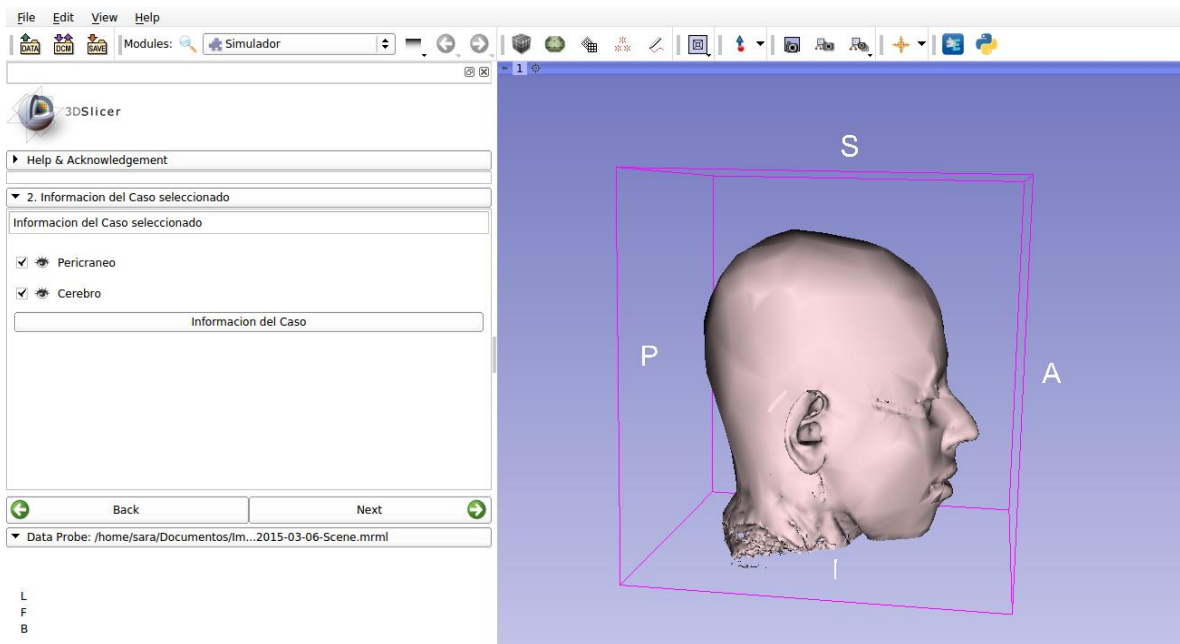 File Edit View Help
DATA DCM SAVE Modules: Simulador
1
3DSlicer
Help & Acknowledgement
2. Informacion del Caso seleccionado
Informacion del Caso seleccionado
Pericraneo
Cerebro
Informacion del Caso
Back Next
Data Probe: /home/sara/Documentos/Im...2015-03-06-Scene.mrml
L
F
B
S
P
A
I